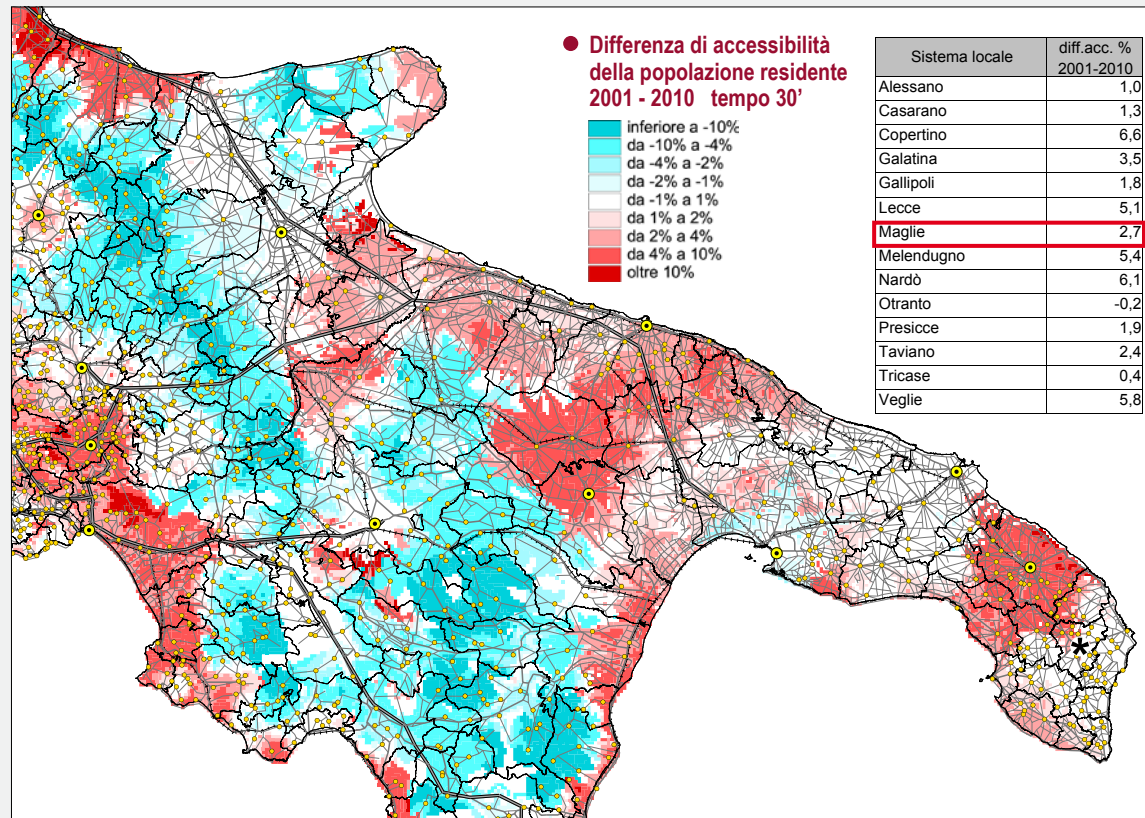 ● Differenza di accessibilità
della popolazione residente
2001 - 2010 tempo 30'
inferiore a -10%
da -10% a -4%
da -4% a -2%
da -2% a -1%
da -1% a 1%
da 1% a 2%
da 2% a 4%
da 4% a 10%
oltre 10%
Sistema locale diff.acc. % 2001-2010
Alessano 1,0
Casarano 1,3
Copertino 6,6
Galatina 3,5
Gallipoli 1,8
Lecce 5,1
Maglie 2,7
Melendugno 5,4
Nardò 6,1
Otranto -0,2
Presicce 1,9
Taviano 2,4
Tricase 0,4
Veglie 5,8
*